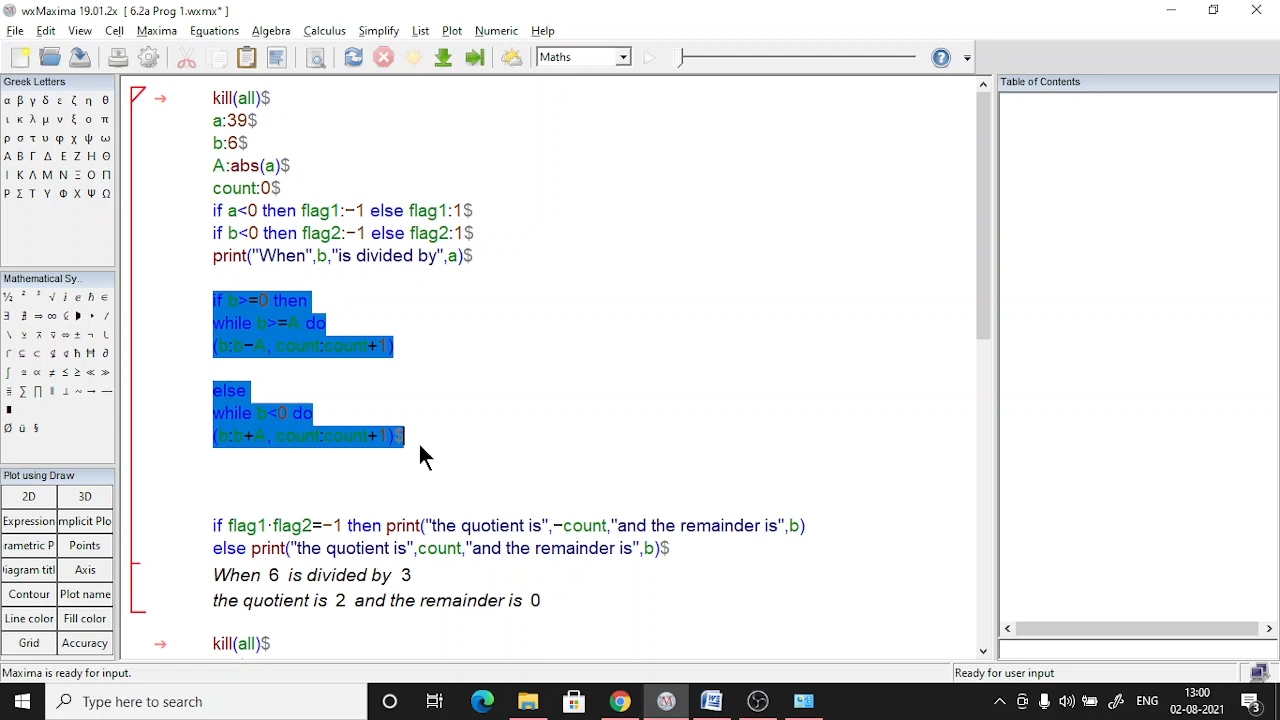 wxMaxima 19.01.2x [ 6.2a Prog 1.wxmx* ]
File Edit View Cell Maxima Equations Algebra Calculus Simplify List Plot Numeric Help
Maths
Greek Letters
α β γ δ ε ζ η θ
ι κ λ μ ν ξ ο π
ρ σ τ υ φ χ ψ ω
Α Β Γ Δ Ε Ζ Η Θ
Ι Κ Λ Μ Ν Ξ Ο Π
Ρ Σ Τ Υ Φ Χ Ψ Ω
Mathematical Sy..
Plot using Draw
2D 3D
Expression mplicit Plo
rametric P Points
iagram titl Axis
Contour Plot name
Line color Fill color
Grid Accuracy
kill(all)$
a:39$
b:6$
A:abs(a)$
count:0$
if a<0 then flag1:−1 else flag1:1$
if b<0 then flag2:−1 else flag2:1$
print("When",b,"is divided by",a)$
if b>=0 then
while b>=A do
(b:b−A, count:count+1)
else
while b<0 do
(b:b+A, count:count+1)$
if flag1·flag2=−1 then print("the quotient is",−count,"and the remainder is",b)
else print("the quotient is",count,"and the remainder is",b)$
When 6 is divided by 3
the quotient is 2 and the remainder is 0
kill(all)$
Table of Contents
Maxima is ready for input.
Ready for user input
Type here to search
ENG
13:00
02-08-2021
3